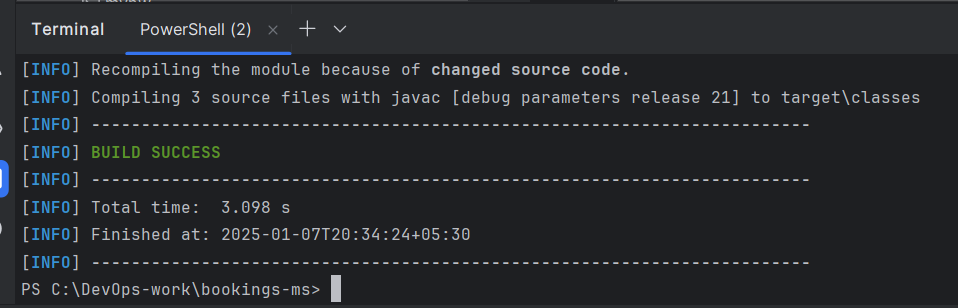 Terminal PowerShell (2) × +
[INFO] Recompiling the module because of changed source code.
[INFO] Compiling 3 source files with javac [debug parameters release 21] to target\classes
[INFO] ------------------------------------------------------------------------
[INFO] BUILD SUCCESS
[INFO] ------------------------------------------------------------------------
[INFO] Total time:  3.098 s
[INFO] Finished at: 2025-01-07T20:34:24+05:30
[INFO] ------------------------------------------------------------------------
PS C:\DevOps-work\bookings-ms>